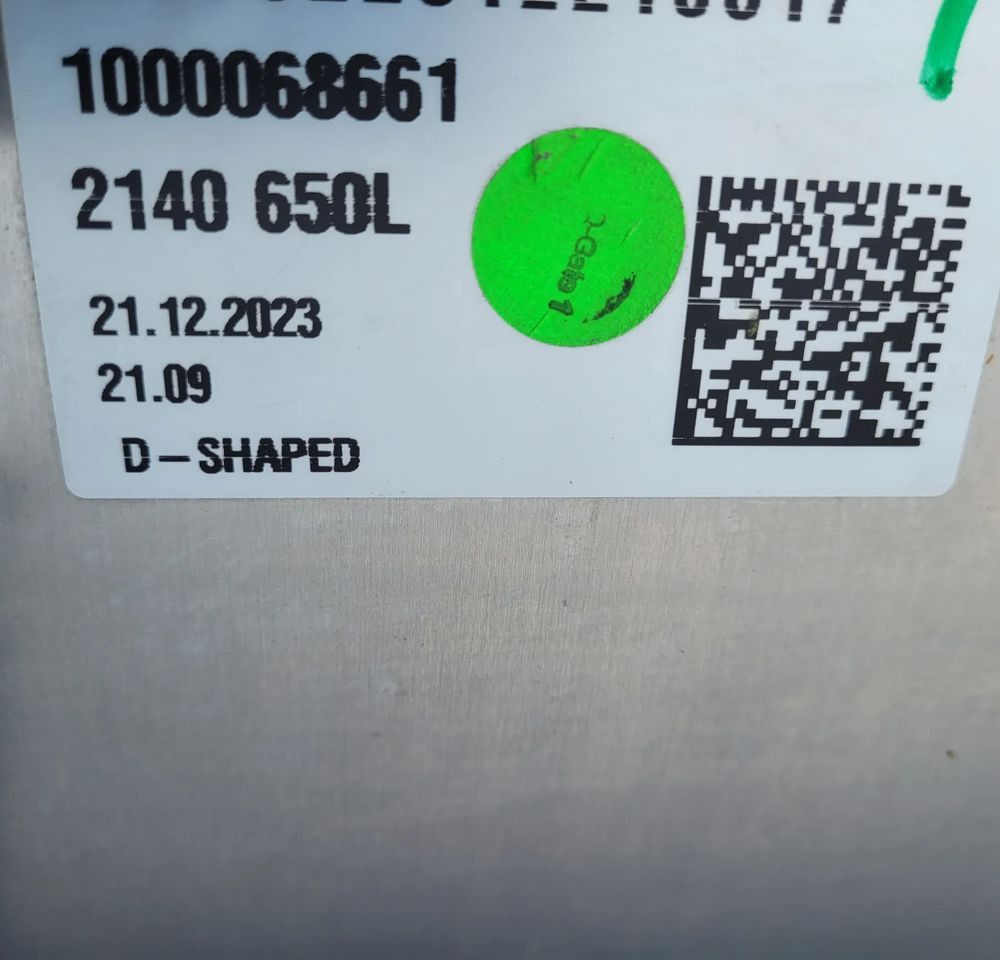 1000068661
2140 650L
21.12.2023
21.09
D-SHAPED
Q-Gate 1